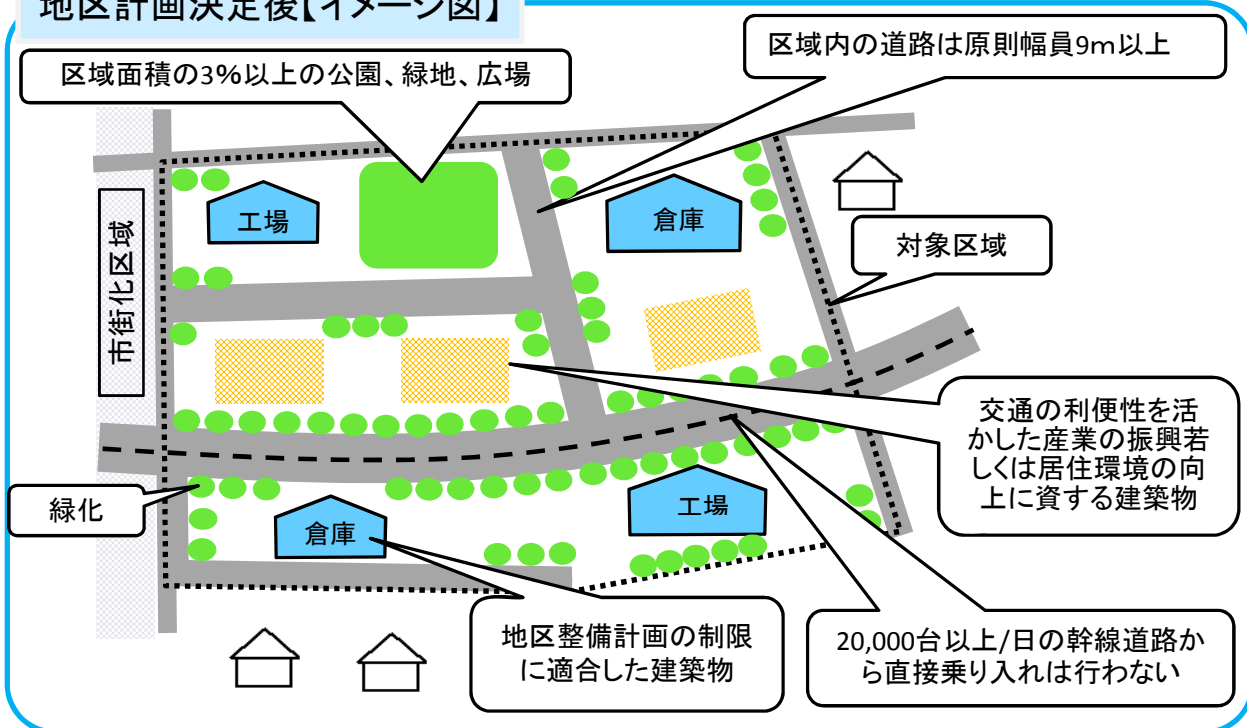 地区計画決定後【イメージ図】
区域面積の3%以上の公園、緑地、広場
区域内の道路は原則幅員9m以上
工場
倉庫
対象区域
市街化区域
交通の利便性を活
かした産業の振興若
しくは居住環境の向
上に資する建築物
緑化
倉庫
工場
地区整備計画の制限
に適合した建築物
20,000台以上/日の幹線道路か
ら直接乗り入れは行わない